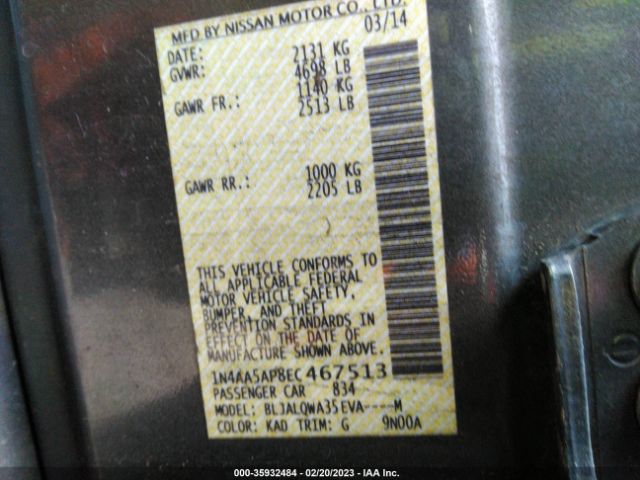 MFD BY NISSAN MOTOR CO., LTD.
DATE: 03/14
GVWR: 2131 KG
4698 LB
GAWR FR.: 1140 KG
2513 LB
GAWR RR.: 1000 KG
2205 LB
THIS VEHICLE CONFORMS TO
ALL APPLICABLE FEDERAL
MOTOR VEHICLE SAFETY,
BUMPER, AND THEFT
PREVENTION STANDARDS IN
EFFECT ON THE DATE OF
MANUFACTURE SHOWN ABOVE.
1N4AA5AP8EC467513
PASSENGER CAR 834
MODEL: BLJALQWA35EVA----M
COLOR: KAD TRIM: G 9N00A
000-35932484 - 02/20/2023 - IAA Inc.